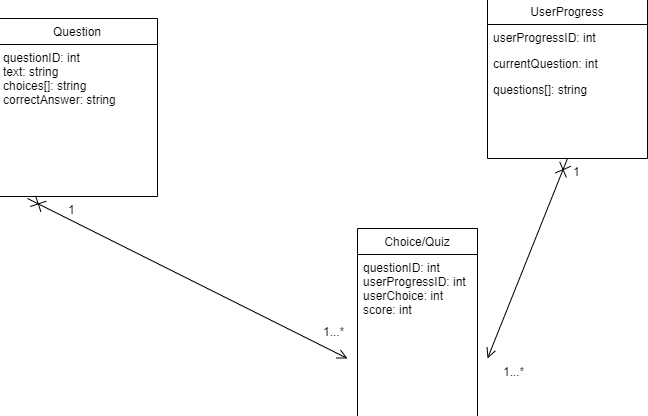 Question
questionID: int
text: string
choices[]: string
correctAnswer: string
1
UserProgress
userProgressID: int
currentQuestion: int
questions[]: string
1
Choice/Quiz
questionID: int
userProgressID: int
userChoice: int
score: int
1...*
1...*